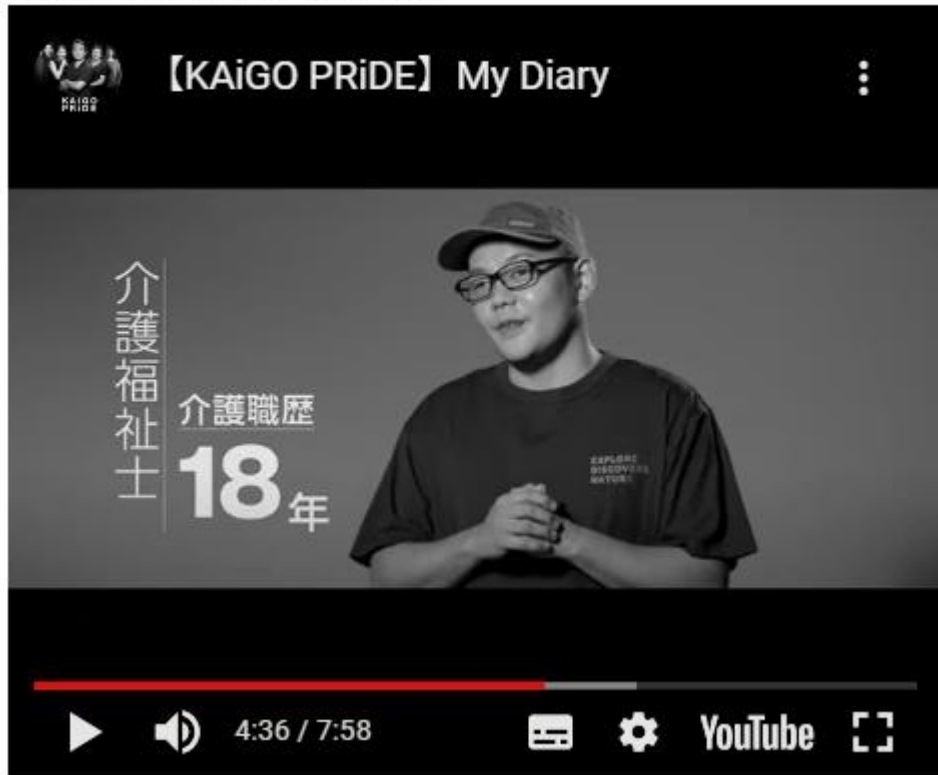 KAiGO
PRiDE
【KAiGO PRiDE】 My Diary
介護福祉士
介護職歴
18年
EXPLORE
DISCOVERS
NATURE
4:36 / 7:58
YouTube